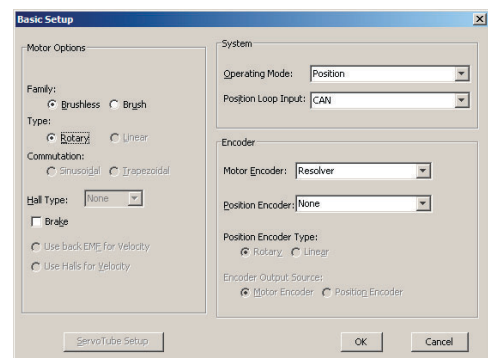 Basic Setup
Motor Options
Family:
Brushless Brush
Type:
Rotary Linear
Commutation:
Sinusoidal Trapezoidal
Hall Type: None
Brake
Use back EMF for Velocity
Use Halls for Velocity
ServoTube Setup
System
Operating Mode: Position
Position Loop Input: CAN
Encoder
Motor Encoder: Resolver
Position Encoder: None
Position Encoder Type:
Rotary Linear
Encoder Output Source:
Motor Encoder Position Encoder
OK Cancel